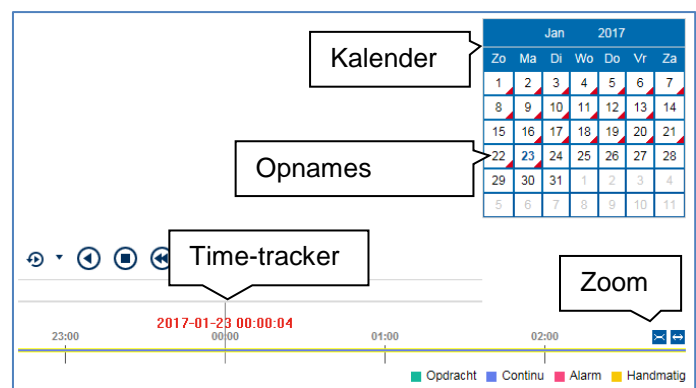 Kalender
Jan 2017
Zo Ma Di Wo Do Vr Za
1 2 3 4 5 6 7
8 9 10 11 12 13 14
15 16 17 18 19 20 21
Opnames
22 23 24 25 26 27 28
29 30 31 1 2 3 4
5 6 7 8 9 10 11
Time-tracker
Zoom
2017-01-23 00:00:04
23:00 00:00 01:00 02:00
Opdracht Continu Alarm Handmatig